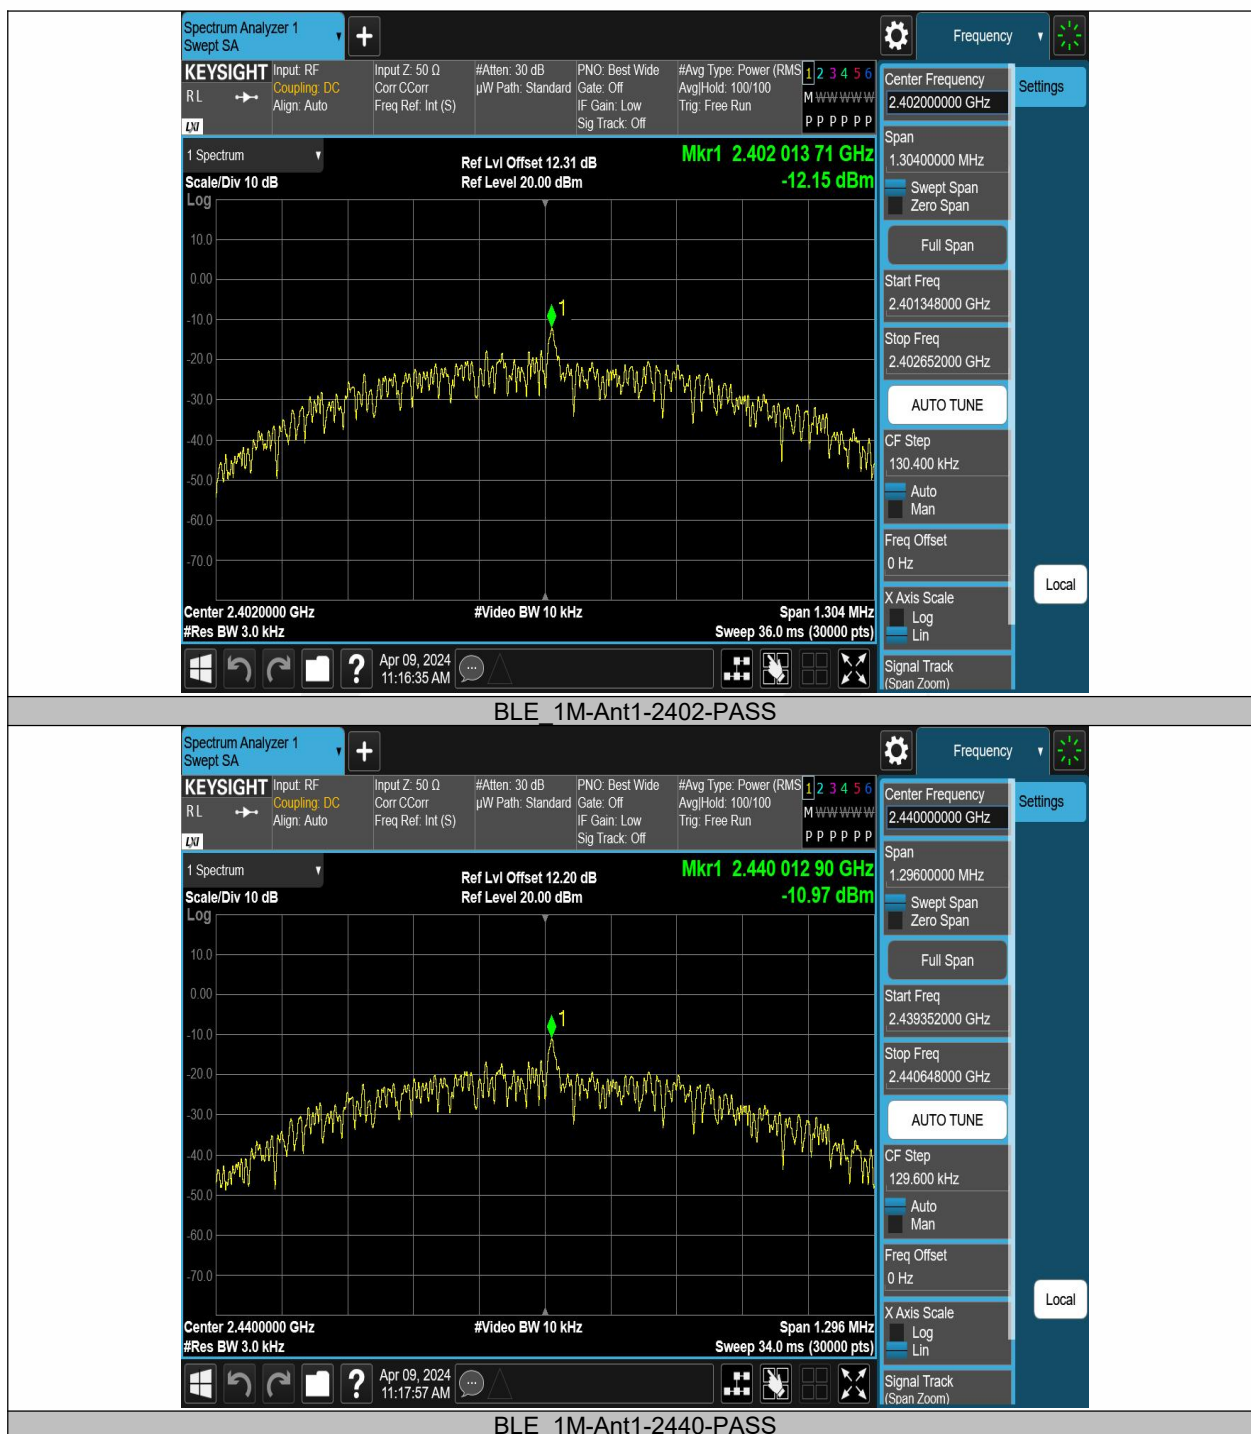 Spectrum Analyzer 1
Swept SA
Frequency
KEYSIGHT
RL
LXI
Input: RF
Coupling: DC
Align: Auto
Input Z: 50 Ω
Corr CCorr
Freq Ref: Int (S)
#Atten: 30 dB
µW Path: Standard
PNO: Best Wide
Gate: Off
IF Gain: Low
Sig Track: Off
#Avg Type: Power (RMS
Avg|Hold: 100/100
Trig: Free Run
1 2 3 4 5 6
M W W W W W
P P P P P P
1 Spectrum
Scale/Div 10 dB
Log
Ref Lvl Offset 12.31 dB
Ref Level 20.00 dBm
Mkr1 2.402 013 71 GHz
-12.15 dBm
10.0
0.00
-10.0
-20.0
-30.0
-40.0
-50.0
-60.0
-70.0
1
Center 2.4020000 GHz
#Res BW 3.0 kHz
#Video BW 10 kHz
Span 1.304 MHz
Sweep 36.0 ms (30000 pts)
Apr 09, 2024
11:16:35 AM
Center Frequency
2.402000000 GHz
Span
1.30400000 MHz
Swept Span
Zero Span
Full Span
Start Freq
2.401348000 GHz
Stop Freq
2.402652000 GHz
AUTO TUNE
CF Step
130.400 kHz
Auto
Man
Freq Offset
0 Hz
X Axis Scale
Log
Lin
Signal Track
(Span Zoom)
Settings
Local
BLE_1M-Ant1-2402-PASS
Spectrum Analyzer 1
Swept SA
Frequency
KEYSIGHT
RL
LXI
Input: RF
Coupling: DC
Align: Auto
Input Z: 50 Ω
Corr CCorr
Freq Ref: Int (S)
#Atten: 30 dB
µW Path: Standard
PNO: Best Wide
Gate: Off
IF Gain: Low
Sig Track: Off
#Avg Type: Power (RMS
Avg|Hold: 100/100
Trig: Free Run
1 2 3 4 5 6
M W W W W W
P P P P P P
1 Spectrum
Scale/Div 10 dB
Log
Ref Lvl Offset 12.20 dB
Ref Level 20.00 dBm
Mkr1 2.440 012 90 GHz
-10.97 dBm
10.0
0.00
-10.0
-20.0
-30.0
-40.0
-50.0
-60.0
-70.0
1
Center 2.4400000 GHz
#Res BW 3.0 kHz
#Video BW 10 kHz
Span 1.296 MHz
Sweep 34.0 ms (30000 pts)
Apr 09, 2024
11:17:57 AM
Center Frequency
2.440000000 GHz
Span
1.29600000 MHz
Swept Span
Zero Span
Full Span
Start Freq
2.439352000 GHz
Stop Freq
2.440648000 GHz
AUTO TUNE
CF Step
129.600 kHz
Auto
Man
Freq Offset
0 Hz
X Axis Scale
Log
Lin
Signal Track
(Span Zoom)
Settings
Local
BLE_1M-Ant1-2440-PASS